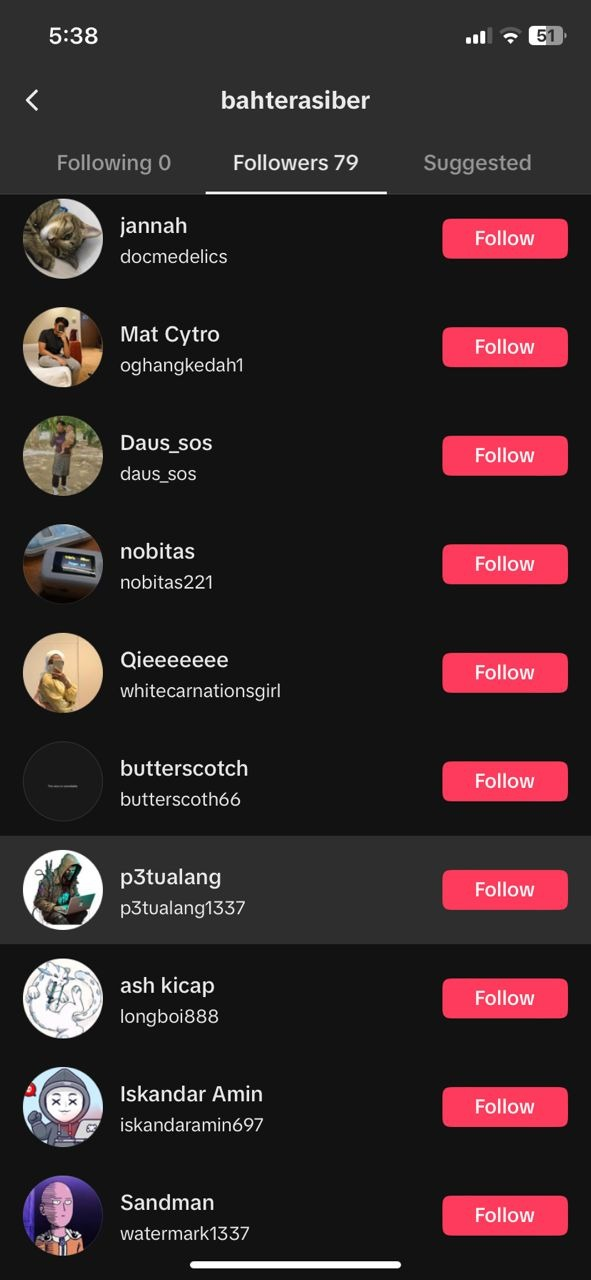 5:38
51
bahterasiber
Following 0
Followers 79
Suggested
jannah
docmedelics
Follow
Mat Cytro
oghangkedah1
Follow
Daus_sos
daus_sos
Follow
nobitas
nobitas221
Follow
Qieeeeeee
whitecarnationsgirl
Follow
butterscotch
butterscoth66
Follow
p3tualang
p3tualang1337
Follow
ash kicap
longboi888
Follow
Iskandar Amin
iskandaramin697
Follow
Sandman
watermark1337
Follow